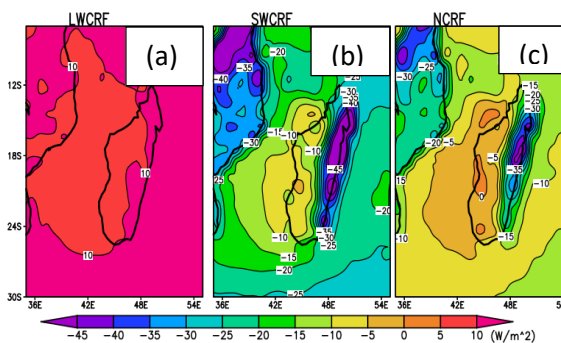 LWCRF SWCRF NCRF
(a) (b) (c)
10 -20 -25 -25
-40 -35 -25 -30 -35 -40 -15 -20 -25 -30
12S
10 -15 -10 -30 -20 -5
18S
-10 -5 -35
25 -45 -10
0
24S
-10 -35 -30 -25 -15
10 -15
-20
-25
30S
36E 42E 48E 54E 36E 42E 48E 54E 36E 42E 48E
-45 -40 -35 -30 -25 -20 -15 -10 -5 0 5 10 (W/m^2)